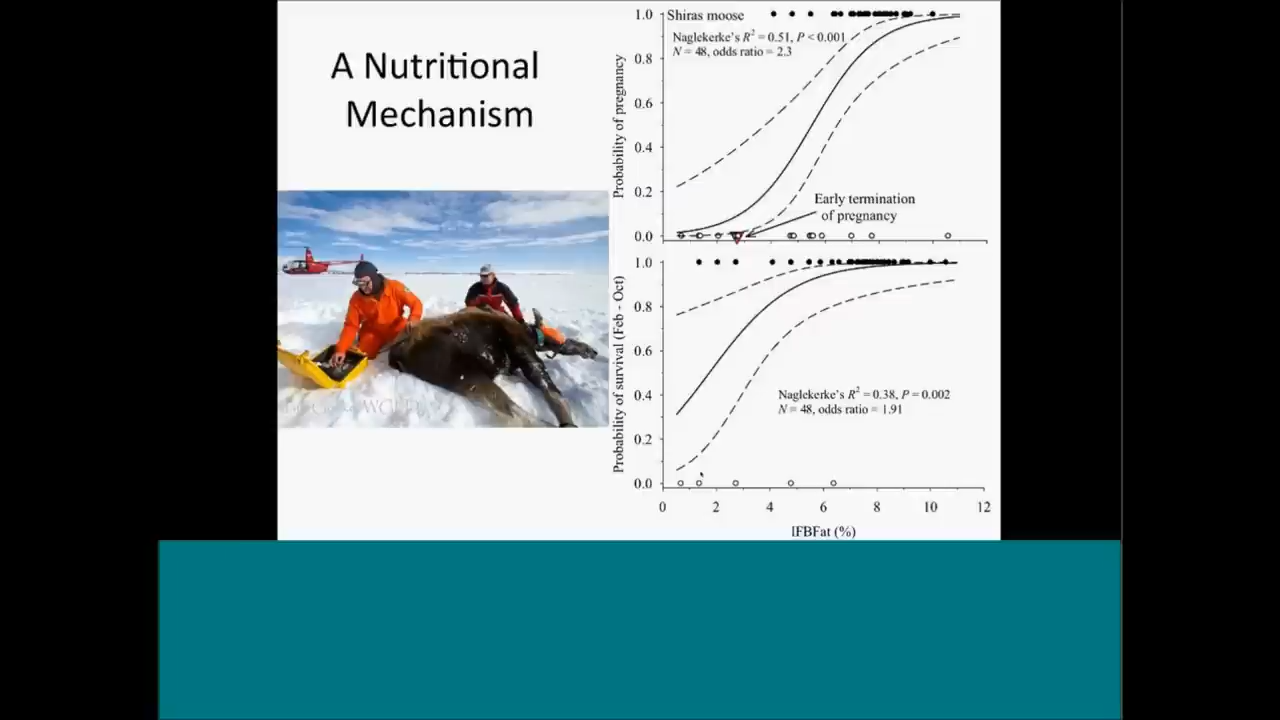 A Nutritional
Mechanism
Shiras moose
Naglekerke's R² = 0.51, P < 0.001
N = 48, odds ratio = 2.3
Probability of pregnancy
1.0
0.8
0.6
0.4
0.2
0.0
Early termination
of pregnancy
Probability of survival (Feb - Oct)
1.0
0.8
0.6
0.4
0.2
0.0
Naglekerke's R² = 0.38, P = 0.002
N = 48, odds ratio = 1.91
0 2 4 6 8 10 12
IFBFat (%)